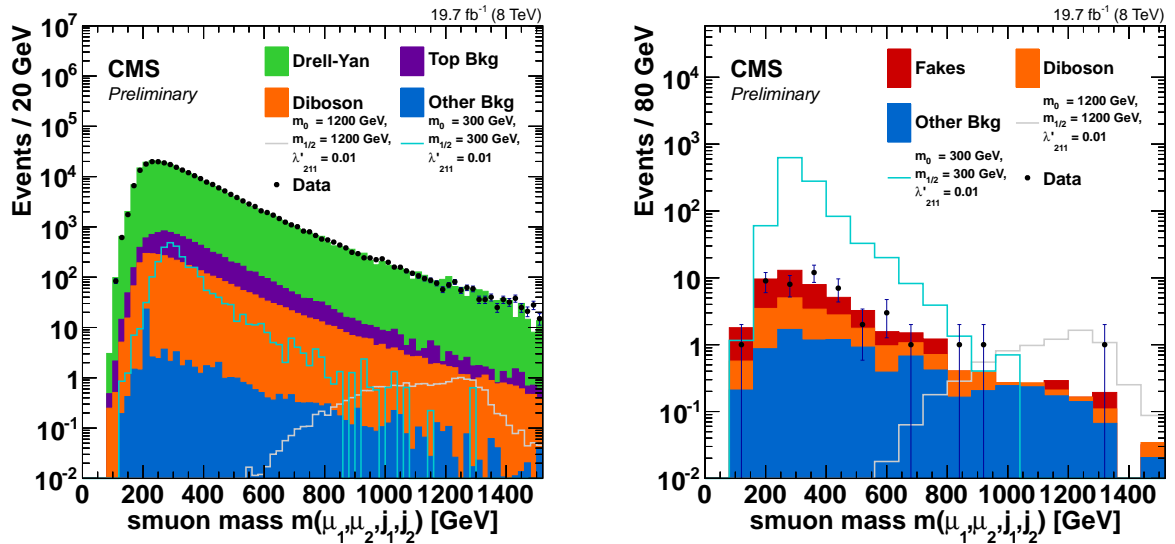 19.7 fb⁻¹ (8 TeV)
Events / 20 GeV
10⁷
10⁶
10⁵
10⁴
10³
10²
10
1
10⁻¹
10⁻²
CMS
Preliminary
Drell-Yan
Top Bkg
Diboson
Other Bkg
m₀ = 1200 GeV,
m₁/₂ = 1200 GeV,
λ'₂₁₁ = 0.01
m₀ = 300 GeV,
m₁/₂ = 300 GeV,
λ'₂₁₁ = 0.01
Data
0 200 400 600 800 1000 1200 1400
smuon mass m(μ₁,μ₂,j₁,j₂) [GeV]
19.7 fb⁻¹ (8 TeV)
Events / 80 GeV
10⁴
10³
10²
10
1
10⁻¹
10⁻²
CMS
Preliminary
Fakes
Diboson
Other Bkg
m₀ = 1200 GeV,
m₁/₂ = 1200 GeV,
λ'₂₁₁ = 0.01
m₀ = 300 GeV,
m₁/₂ = 300 GeV,
λ'₂₁₁ = 0.01
Data
0 200 400 600 800 1000 1200 1400
smuon mass m(μ₁,μ₂,j₁,j₂) [GeV]